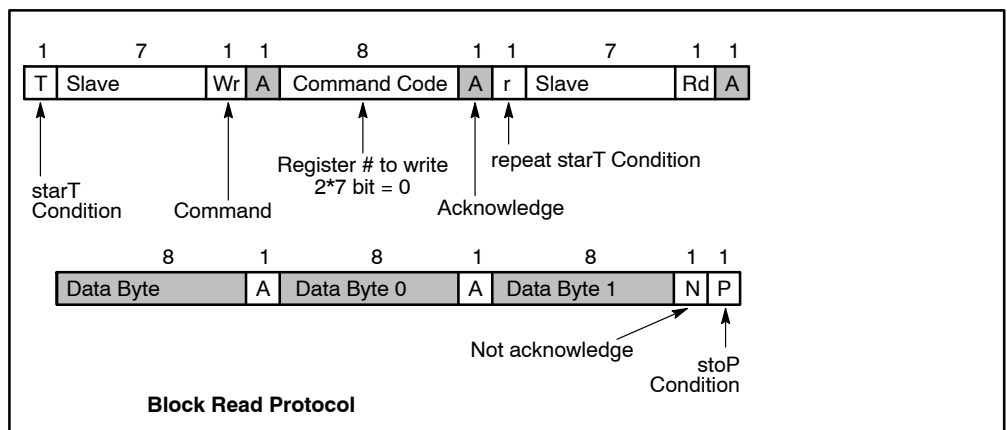 1 7 1 1 8 1 1 7 1 1
T Slave Wr A Command Code A r Slave Rd A
starT
Condition
Command
Register # to write
2*7 bit = 0
Acknowledge
repeat starT Condition
8 1 8 1 8 1 1
Data Byte A Data Byte 0 A Data Byte 1 N P
Not acknowledge
stoP
Condition
Block Read Protocol